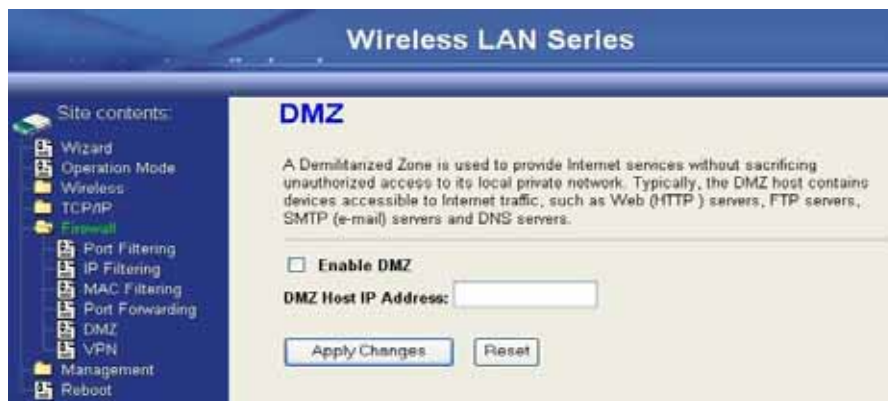 Wireless LAN Series
Site contents:
Wizard
Operation Mode
Wireless
TCP/IP
Firewall
Port Filtering
IP Filtering
MAC Filtering
Port Forwarding
DMZ
VPN
Management
Reboot
DMZ
A Demilitarized Zone is used to provide Internet services without sacrificing
unauthorized access to its local private network. Typically, the DMZ host contains
devices accessible to Internet traffic, such as Web (HTTP ) servers, FTP servers,
SMTP (e-mail) servers and DNS servers.
Enable DMZ
DMZ Host IP Address:
Apply Changes Reset